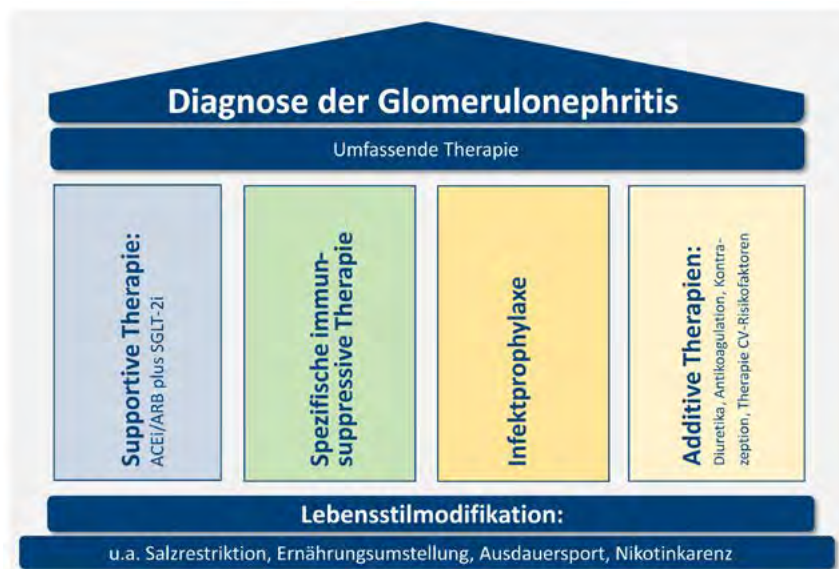 Diagnose der Glomerulonephritis
Umfassende Therapie
Supportive Therapie:
ACEi/ARB plus SGLT-2i
Spezifische immun-
suppressive Therapie
Infektprophylaxe
Additive Therapien:
Diuretika, Antikoagulation, Kontra-
zeption, Therapie CV-Risikofaktoren
Lebensstilmodifikation:
u.a. Salzrestriktion, Ernährungsumstellung, Ausdauersport, Nikotinkarenz